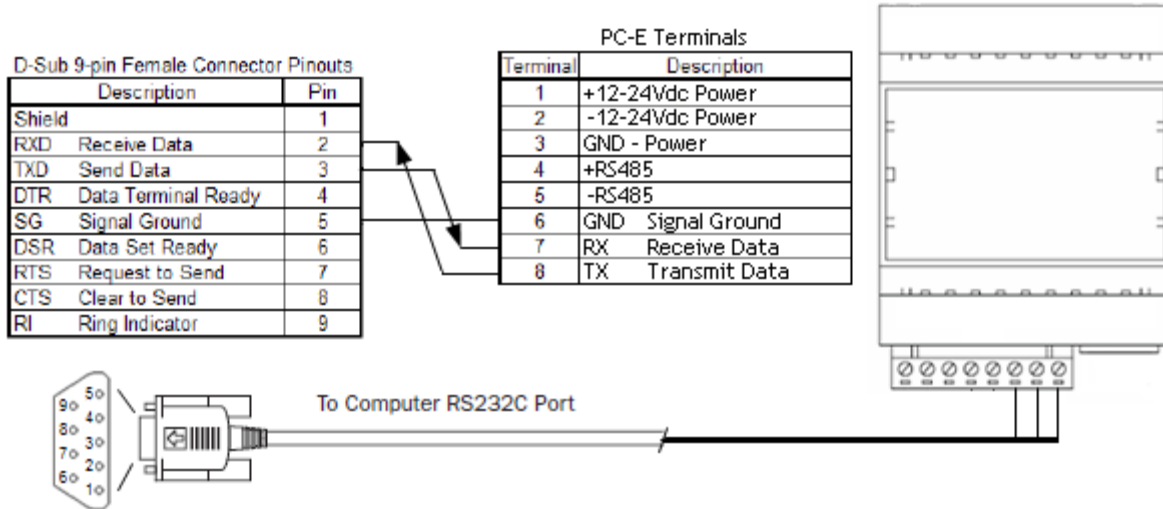 D-Sub 9-pin Female Connector Pinouts
Description Pin
Shield 1
RXD Receive Data 2
TXD Send Data 3
DTR Data Terminal Ready 4
SG Signal Ground 5
DSR Data Set Ready 6
RTS Request to Send 7
CTS Clear to Send 8
RI Ring Indicator 9
PC-E Terminals
Terminal Description
1 +12-24Vdc Power
2 -12-24Vdc Power
3 GND - Power
4 +RS485
5 -RS485
6 GND Signal Ground
7 RX Receive Data
8 TX Transmit Data
5
9
4
8
3
7
2
6
1
To Computer RS232C Port